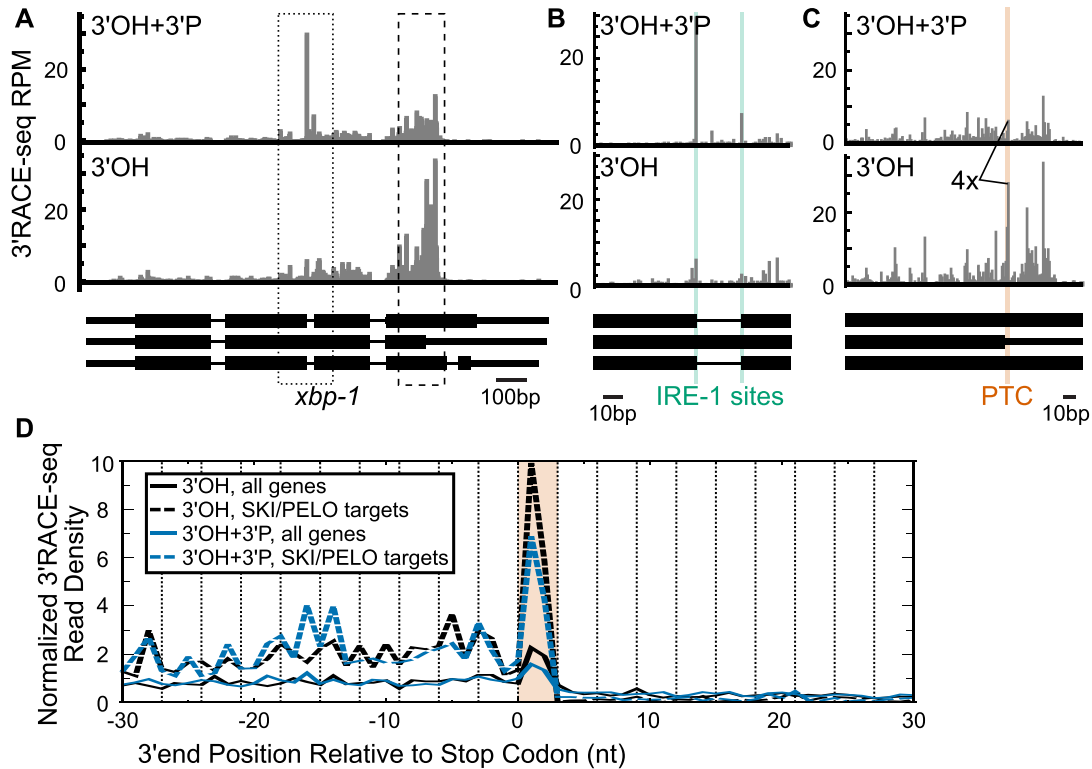 A
3'OH+3'P
20
0
3'OH
20
0
3'RACE-seq RPM
xbp-1
100bp
B
3'OH+3'P
20
0
3'OH
20
0
10bp
IRE-1 sites
C
3'OH+3'P
20
0
3'OH
4x
20
0
PTC
10bp
D
Normalized 3'RACE-seq
Read Density
10
8
6
4
2
0
3'OH, all genes
3'OH, SKI/PELO targets
3'OH+3'P, all genes
3'OH+3'P, SKI/PELO targets
-30 -20 -10 0 10 20 30
3'end Position Relative to Stop Codon (nt)